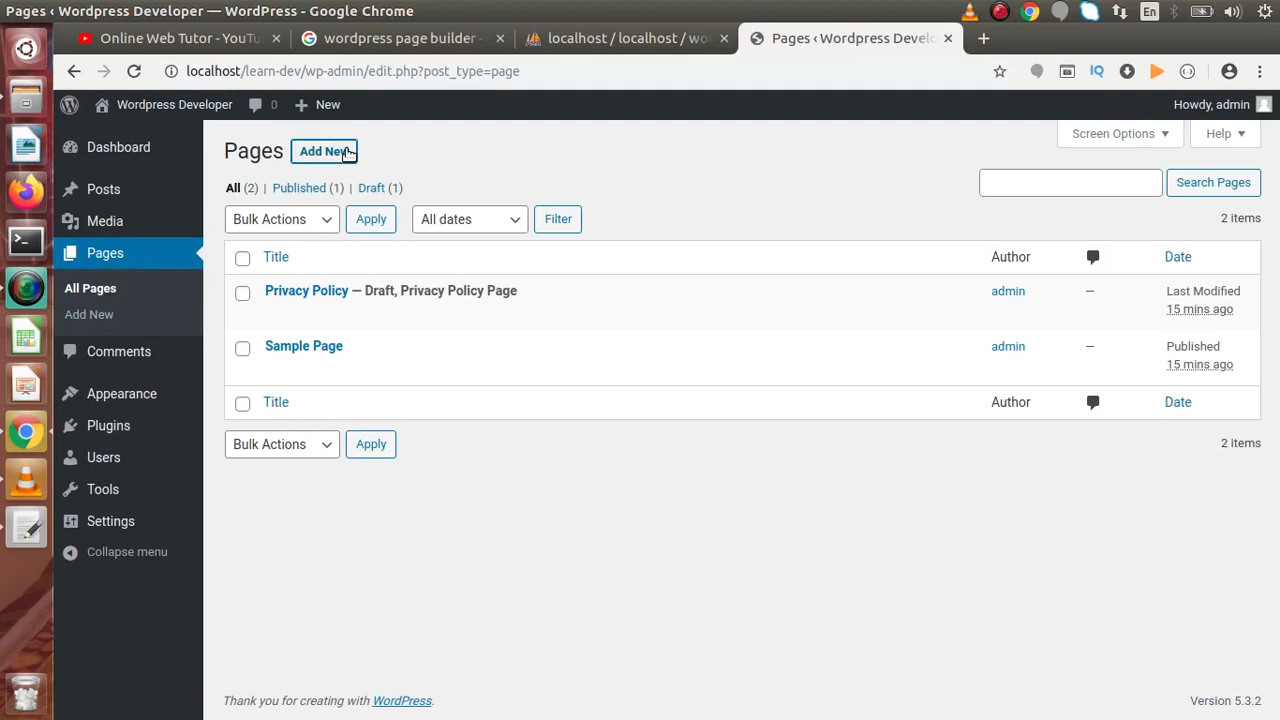 Pages ‹ Wordpress Developer — WordPress - Google Chrome
En
Online Web Tutor - YouTu
wordpress page builder -
localhost / localhost / wo
Pages ‹ Wordpress Develo
localhost/learn-dev/wp-admin/edit.php?post_type=page
IQ
Wordpress Developer
0
New
Howdy, admin
Dashboard
Posts
Media
Pages
All Pages
Add New
Comments
Appearance
Plugins
Users
Tools
Settings
Collapse menu
Pages
Add New
Screen Options
Help
All (2) | Published (1) | Draft (1)
Search Pages
Bulk Actions
Apply
All dates
Filter
2 items
Title
Author
Date
Privacy Policy — Draft, Privacy Policy Page
admin
—
Last Modified
15 mins ago
Sample Page
admin
—
Published
15 mins ago
Title
Author
Date
Bulk Actions
Apply
2 items
Thank you for creating with WordPress.
Version 5.3.2